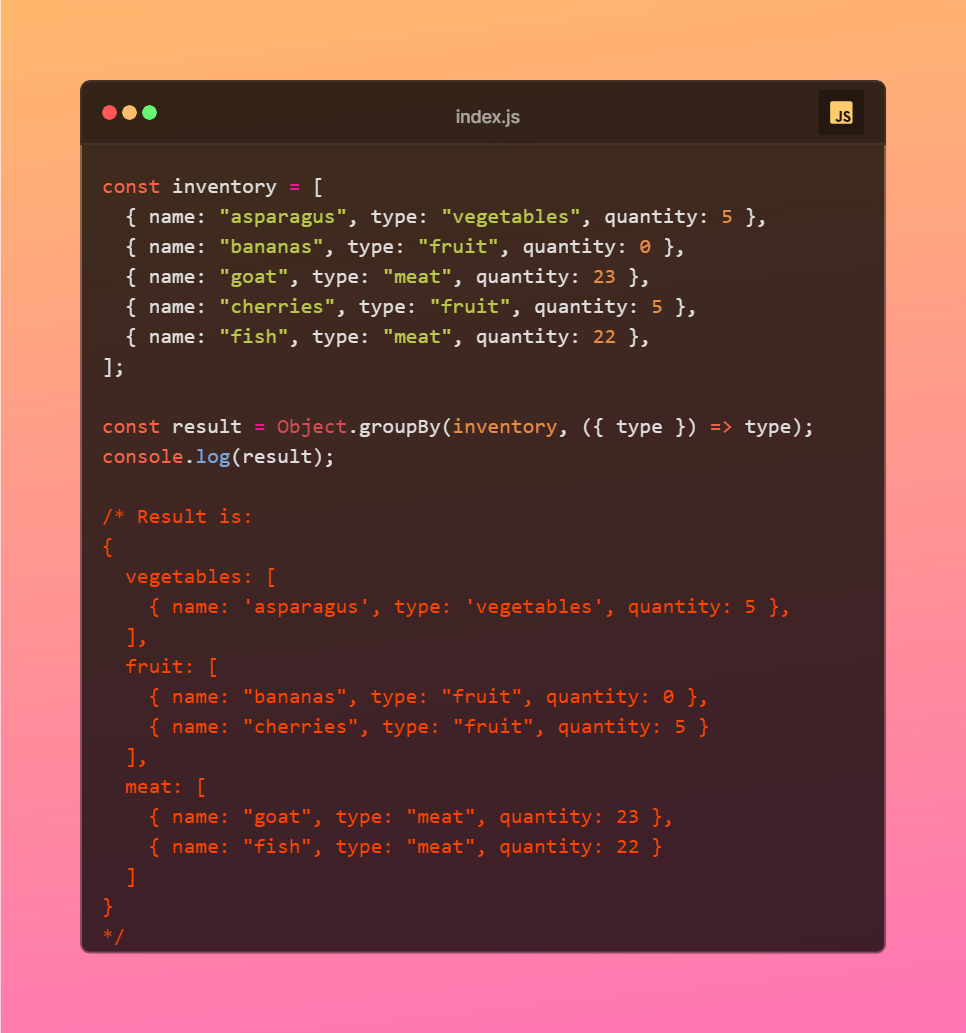 index.js
JS
const inventory = [
  { name: "asparagus", type: "vegetables", quantity: 5 },
  { name: "bananas", type: "fruit", quantity: 0 },
  { name: "goat", type: "meat", quantity: 23 },
  { name: "cherries", type: "fruit", quantity: 5 },
  { name: "fish", type: "meat", quantity: 22 },
];

const result = Object.groupBy(inventory, ({ type }) => type);
console.log(result);

/* Result is:
{
  vegetables: [
    { name: 'asparagus', type: 'vegetables', quantity: 5 },
  ],
  fruit: [
    { name: "bananas", type: "fruit", quantity: 0 },
    { name: "cherries", type: "fruit", quantity: 5 }
  ],
  meat: [
    { name: "goat", type: "meat", quantity: 23 },
    { name: "fish", type: "meat", quantity: 22 }
  ]
}
*/